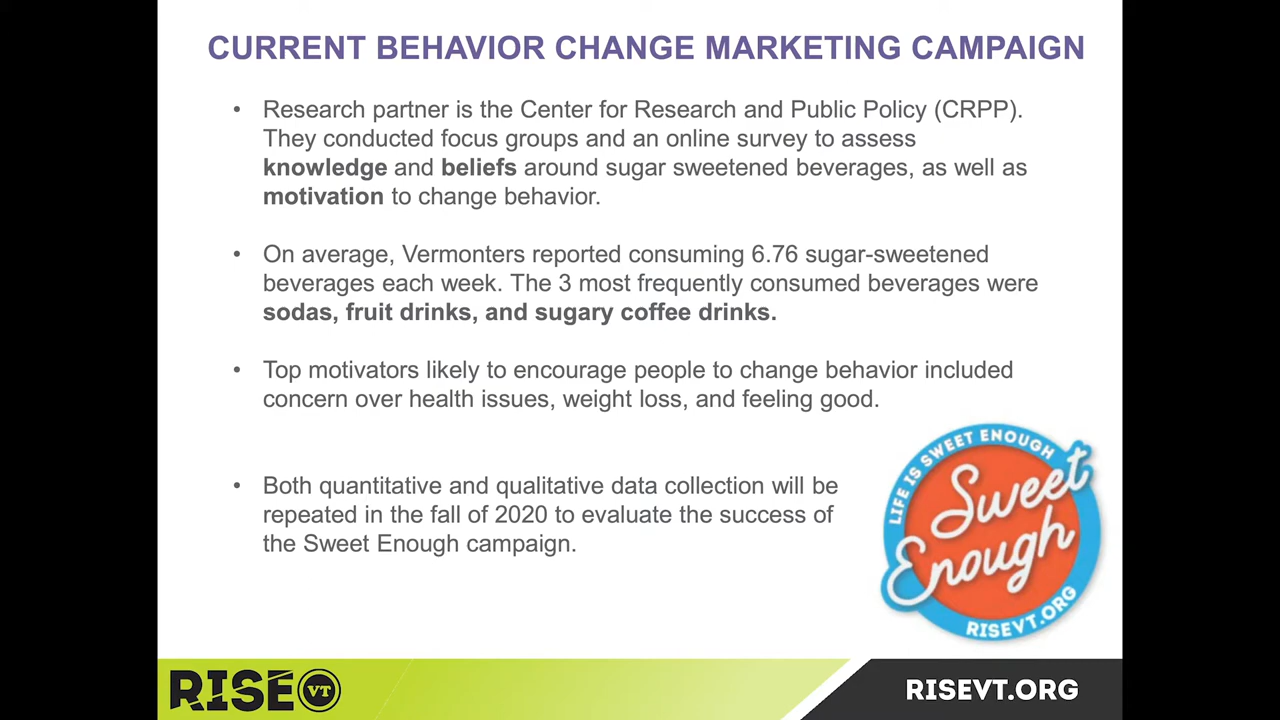 CURRENT BEHAVIOR CHANGE MARKETING CAMPAIGN
• Research partner is the Center for Research and Public Policy (CRPP).
They conducted focus groups and an online survey to assess
knowledge and beliefs around sugar sweetened beverages, as well as
motivation to change behavior.
• On average, Vermonters reported consuming 6.76 sugar-sweetened
beverages each week. The 3 most frequently consumed beverages were
sodas, fruit drinks, and sugary coffee drinks.
• Top motivators likely to encourage people to change behavior included
concern over health issues, weight loss, and feeling good.
• Both quantitative and qualitative data collection will be
repeated in the fall of 2020 to evaluate the success of
the Sweet Enough campaign.
LIFE IS SWEET ENOUGH
Sweet
Enough
RISEVT.ORG
RISE VT
RISEVT.ORG